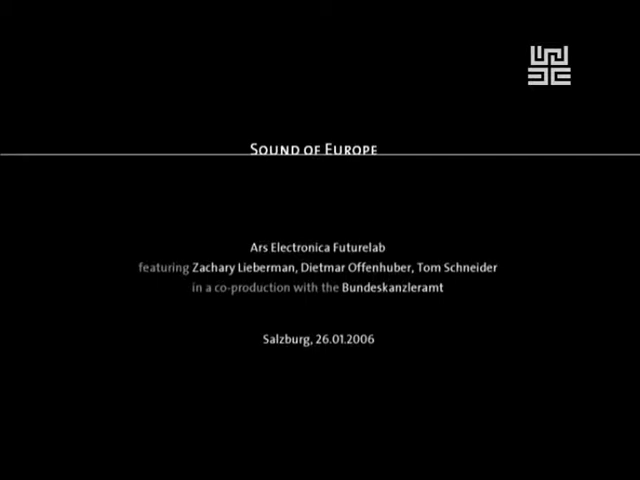 SOUND OF EUROPE
Ars Electronica Futurelab
featuring Zachary Lieberman, Dietmar Offenhuber, Tom Schneider
in a co-production with the Bundeskanzleramt
Salzburg, 26.01.2006